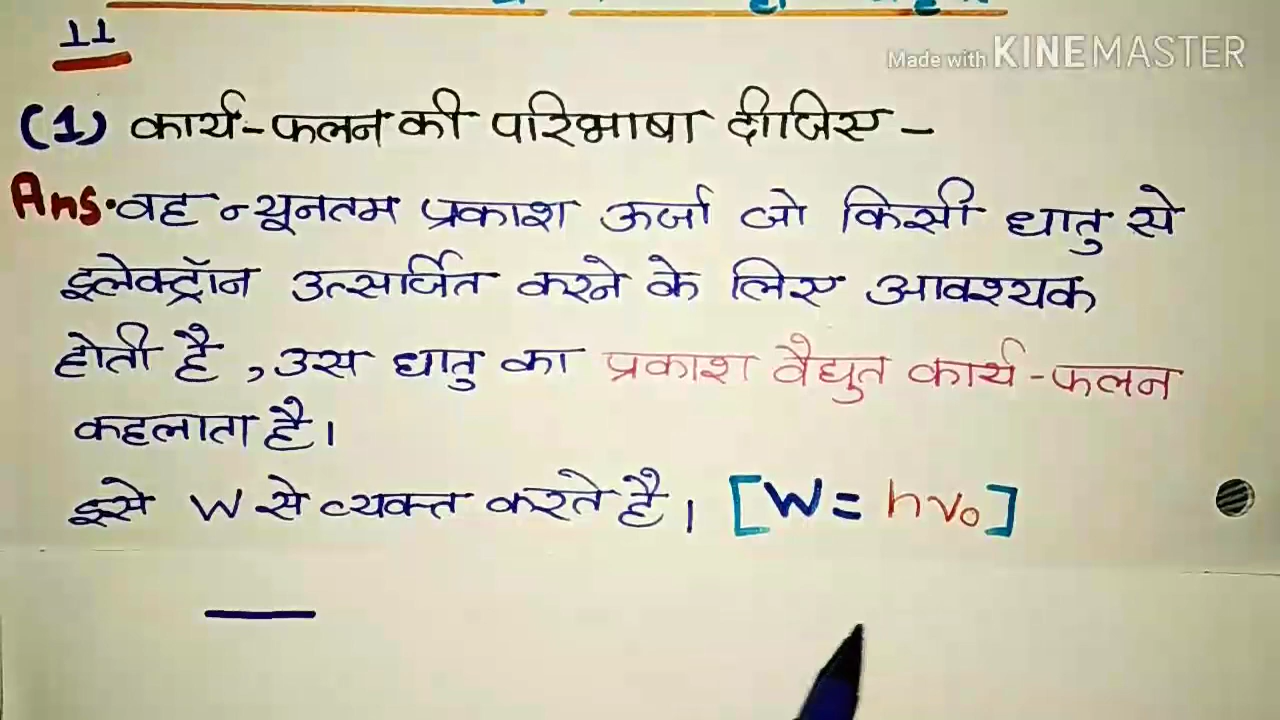 11
Made with KINEMASTER
(1) कार्य-फलन की परिभाषा दीजिए -
Ans. वह न्यूनतम प्रकाश ऊर्जा जो किसी धातु से
इलेक्ट्रॉन उत्सर्जित करने के लिए आवश्यक
होती है, उस धातु का प्रकाश वैद्युत कार्य-फलन
कहलाता है।
इसे W से व्यक्त करते है। [W = hν₀]